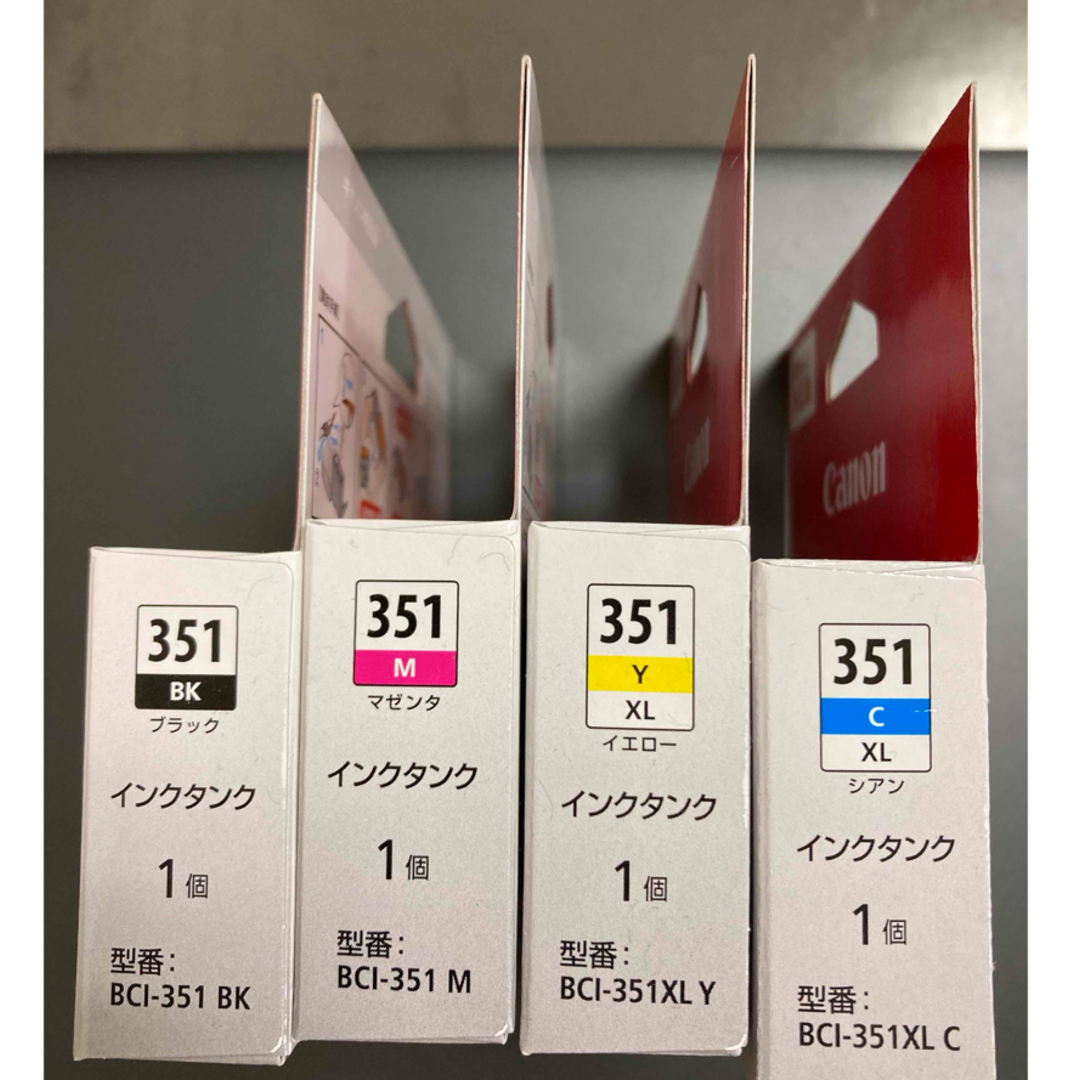 Canon
Canon
351
BK
ブラック
インクタンク
1個
型番：
BCI-351 BK
351
M
マゼンタ
インクタンク
1個
型番：
BCI-351 M
351
Y
XL
イエロー
インクタンク
1個
型番：
BCI-351XL Y
351
C
XL
シアン
インクタンク
1個
型番：
BCI-351XL C